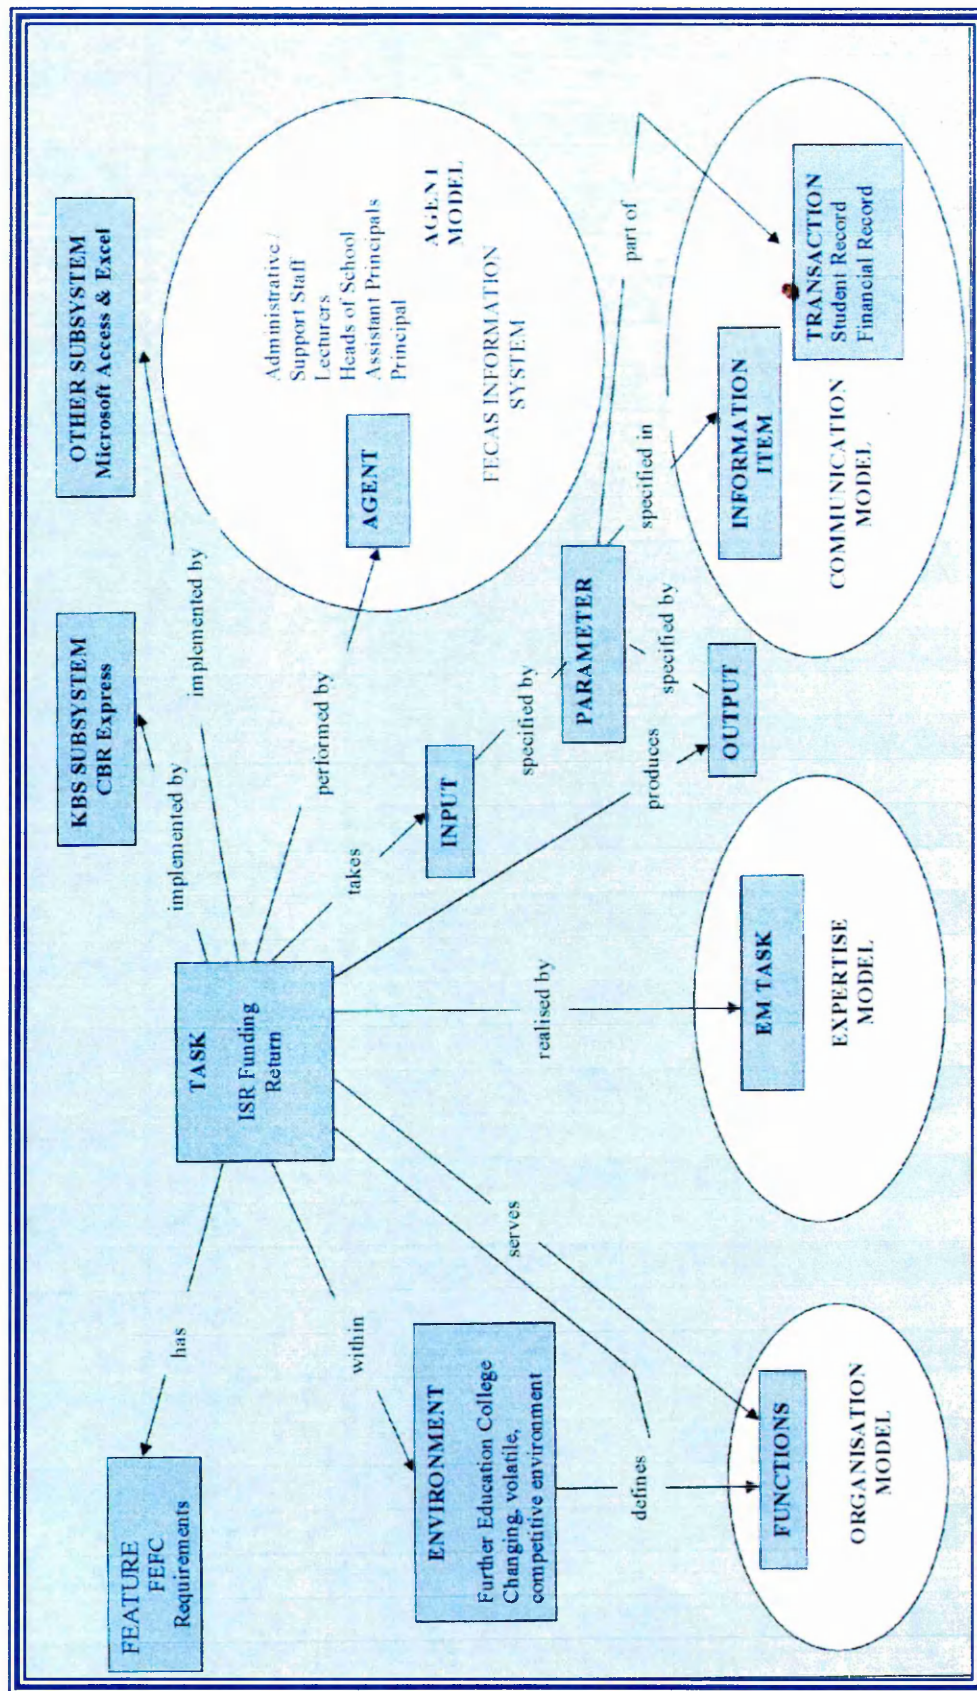 FEATURE
FEFC
Requirements
KBS SUBSYSTEM
CBR Express
OTHER SUBSYSTEM
Microsoft Access & Excel
has
implemented by
implemented by
TASK
ISR Funding
Return
within
performed by
takes
ENVIRONMENT
Further Education College
Changing, volatile,
competitive environment
AGENT
Administrative /
Support Staff
Lecturers
Heads of School
Assistant Principals
Principal
AGENT
MODEL
FECAS INFORMATION
SYSTEM
INPUT
specified by
PARAMETER
part of
serves
defines
realised by
produces
specified by
specified in
OUTPUT
FUNCTIONS
ORGANISATION
MODEL
EM TASK
EXPERTISE
MODEL
INFORMATION
ITEM
TRANSACTION
Student Record
Financial Record
COMMUNICATION
MODEL